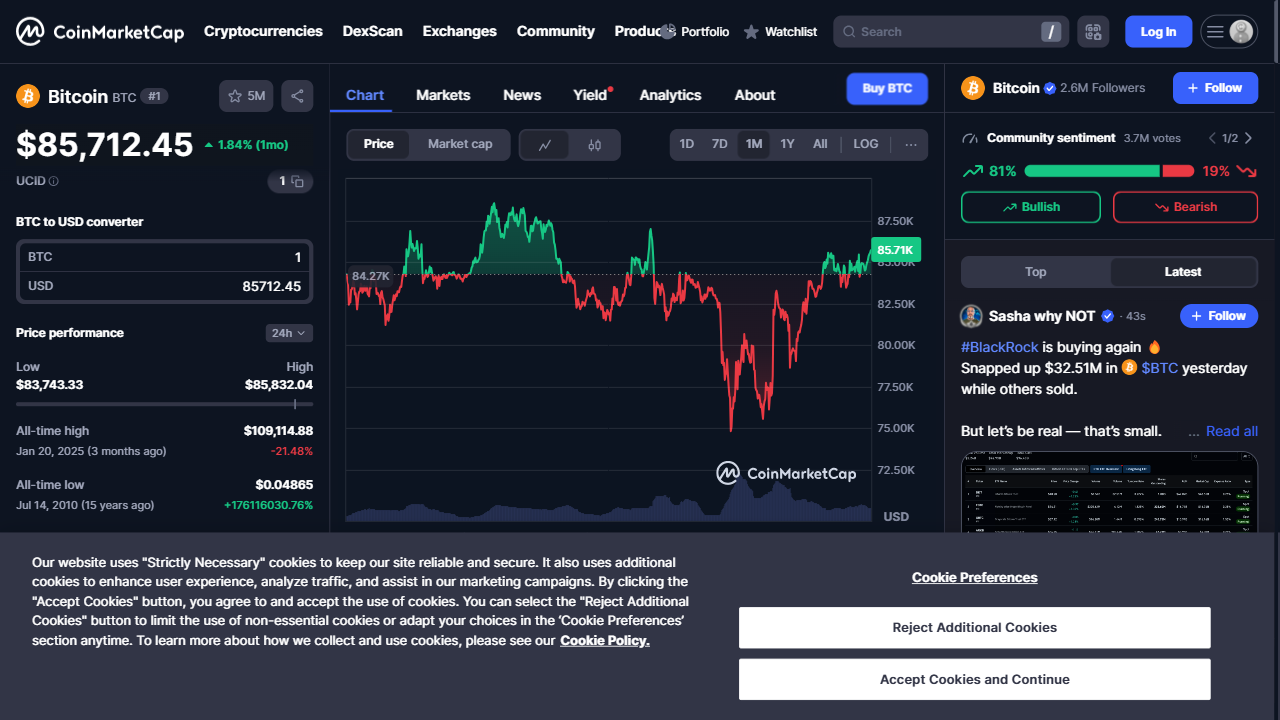 CoinMarketCap
Cryptocurrencies
DexScan
Exchanges
Community
Products
Portfolio
Watchlist
Search
/
Log In
Bitcoin BTC #1
5M
$85,712.45
1.84% (1mo)
UCID
1
BTC to USD converter
BTC
1
USD
85712.45
Price performance
24h
Low
High
$83,743.33
$85,832.04
All-time high
$109,114.88
Jan 20, 2025 (3 months ago)
-21.48%
All-time low
$0.04865
Jul 14, 2010 (15 years ago)
+176116030.76%
Chart
Markets
News
Yield
Analytics
About
Buy BTC
Price
Market cap
1D
7D
1M
1Y
All
LOG
...
87.50K
85.71K
85.00K
84.27K
82.50K
80.00K
77.50K
75.00K
72.50K
CoinMarketCap
USD
Bitcoin
2.6M Followers
+ Follow
Community sentiment
3.7M votes
1/2
81%
19%
Bullish
Bearish
Top
Latest
Sasha why NOT
· 43s
+ Follow
#BlackRock is buying again 🔥
Snapped up $32.51M in $BTC yesterday
while others sold.
But let's be real — that's small.
... Read all
Our website uses "Strictly Necessary" cookies to keep our site reliable and secure. It also uses additional
cookies to enhance user experience, analyze traffic, and assist in our marketing campaigns. By clicking the
"Accept Cookies" button, you agree to and accept the use of cookies. You can select the "Reject Additional
Cookies" button to limit the use of non-essential cookies or adapt your choices in the 'Cookie Preferences'
section anytime. To learn more about how we collect and use cookies, please see our Cookie Policy.
Cookie Preferences
Reject Additional Cookies
Accept Cookies and Continue